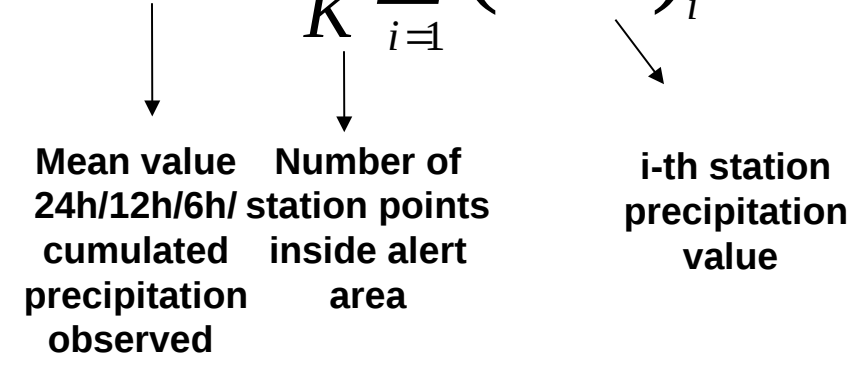 K i=1 ( ) i
Mean value
24h/12h/6h/
cumulated
precipitation
observed
Number of
station points
inside alert
area
i-th station
precipitation
value